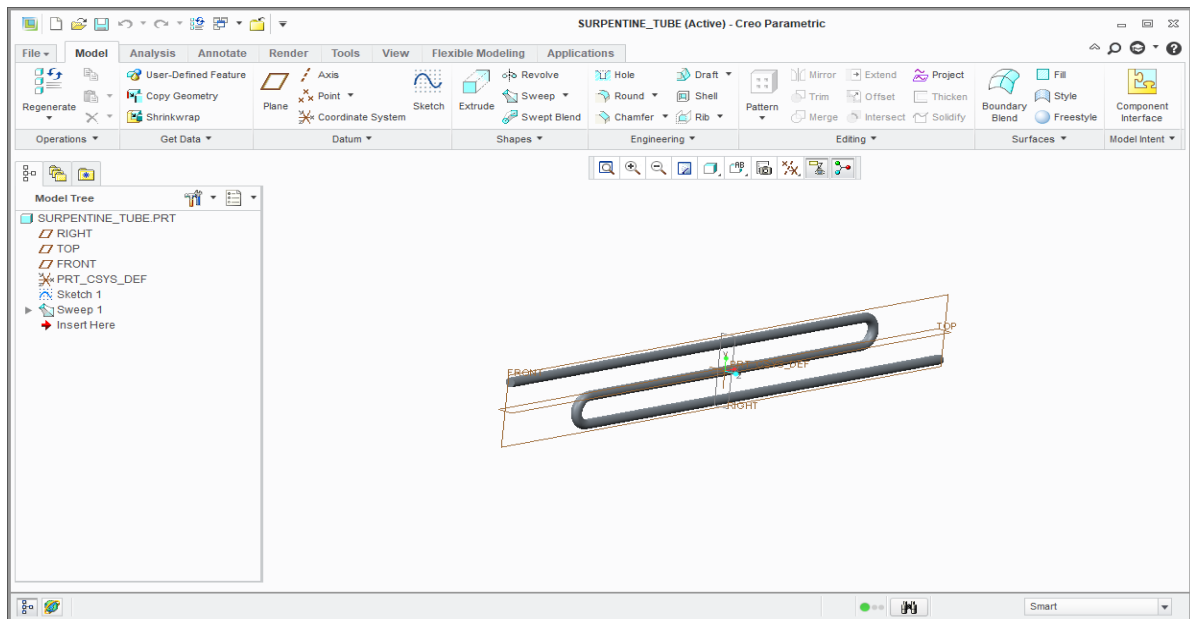 SURPENTINE_TUBE (Active) - Creo Parametric
File Model Analysis Annotate Render Tools View Flexible Modeling Applications
User-Defined Feature Axis Revolve Hole Draft Mirror Extend Project Fill
Copy Geometry Point Sweep Round Shell Trim Offset Thicken Style
Regenerate Plane Sketch Extrude Pattern Boundary Blend Component Interface
Shrinkwrap Coordinate System Swept Blend Chamfer Rib Merge Intersect Solidify Freestyle
Operations Get Data Datum Shapes Engineering Editing Surfaces Model Intent
Model Tree
SURPENTINE_TUBE.PRT
RIGHT
TOP
FRONT
PRT_CSYS_DEF
Sketch 1
Sweep 1
Insert Here
TOP
PRT_CSYS_DEF
FRONT
RIGHT
Smart